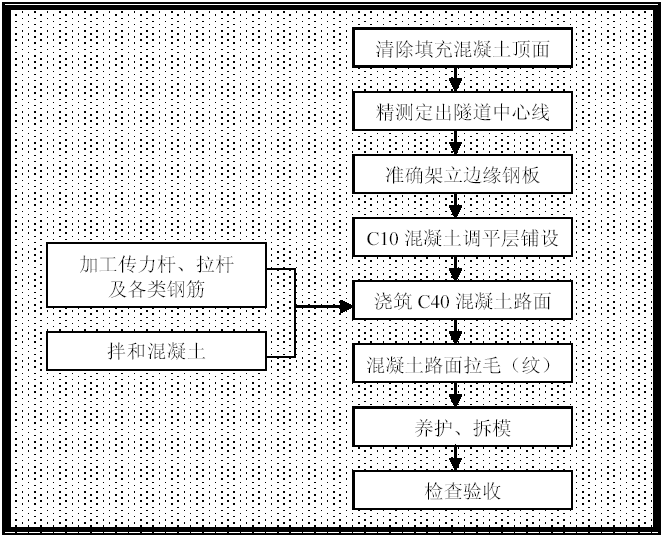 清除填充混凝土顶面
精测定出隧道中心线
准确架立边缘钢板
C10 混凝土调平层铺设
加工传力杆、拉杆
及各类钢筋
浇筑 C40 混凝土路面
拌和混凝土
混凝土路面拉毛（纹）
养护、拆模
检查验收